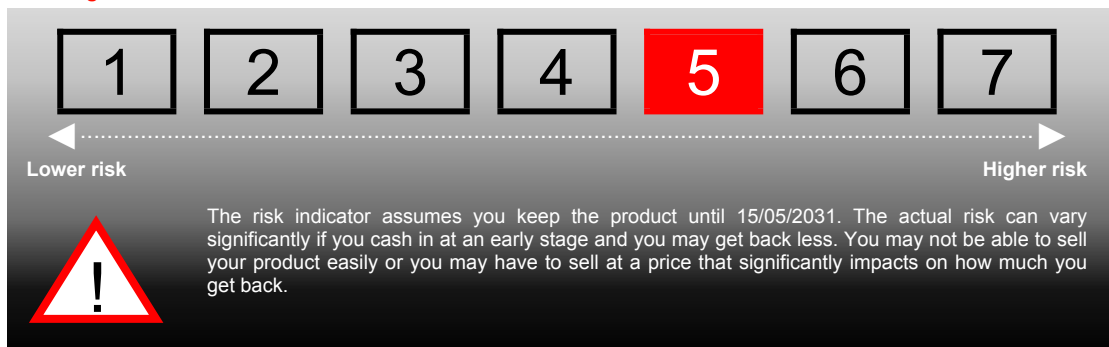 1 2 3 4 5 6 7
Lower risk Higher risk
The risk indicator assumes you keep the product until 15/05/2031. The actual risk can vary
significantly if you cash in at an early stage and you may get back less. You may not be able to sell
your product easily or you may have to sell at a price that significantly impacts on how much you
get back.
!